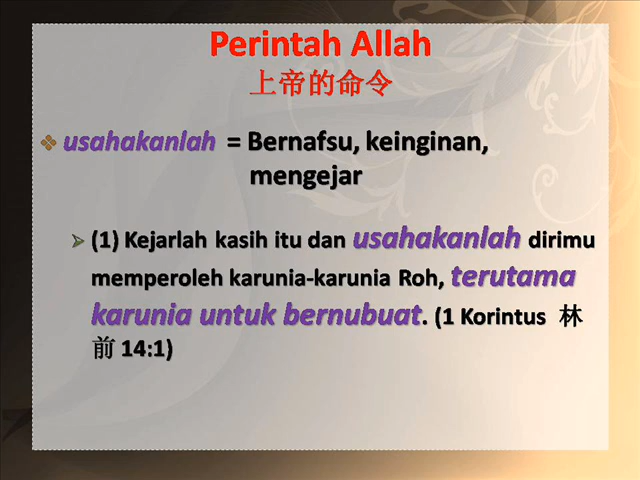 Perintah Allah
上帝的命令
usahakanlah = Bernafsu, keinginan,
mengejar
(1) Kejarlah kasih itu dan usahakanlah dirimu
memperoleh karunia-karunia Roh, terutama
karunia untuk bernubuat. (1 Korintus 林
前 14:1)